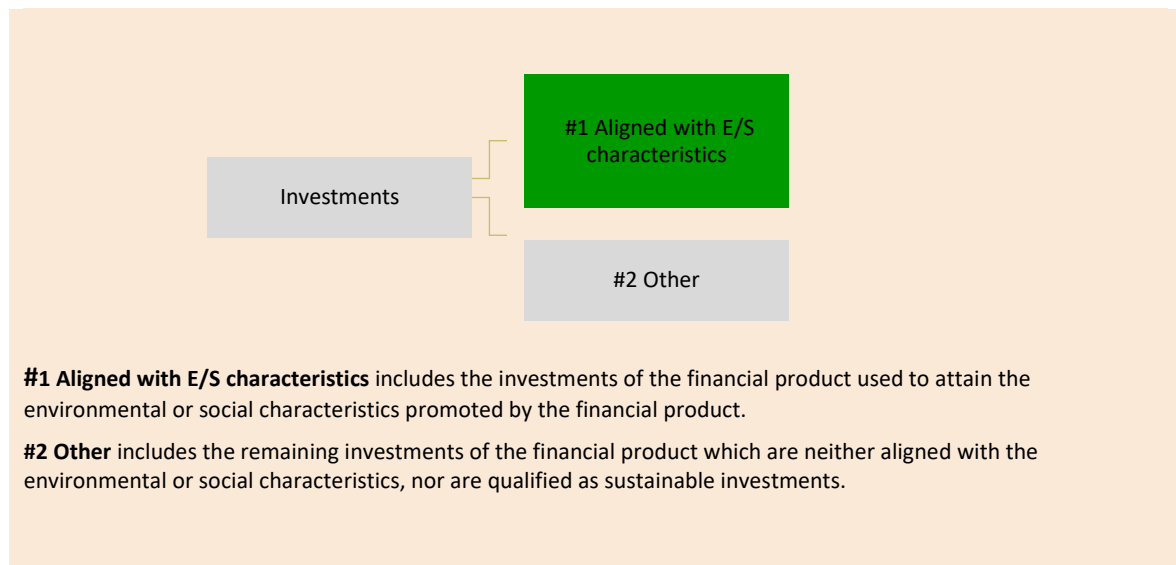 #1 Aligned with E/S
characteristics
Investments
#2 Other
#1 Aligned with E/S characteristics includes the investments of the financial product used to attain the
environmental or social characteristics promoted by the financial product.
#2 Other includes the remaining investments of the financial product which are neither aligned with the
environmental or social characteristics, nor are qualified as sustainable investments.